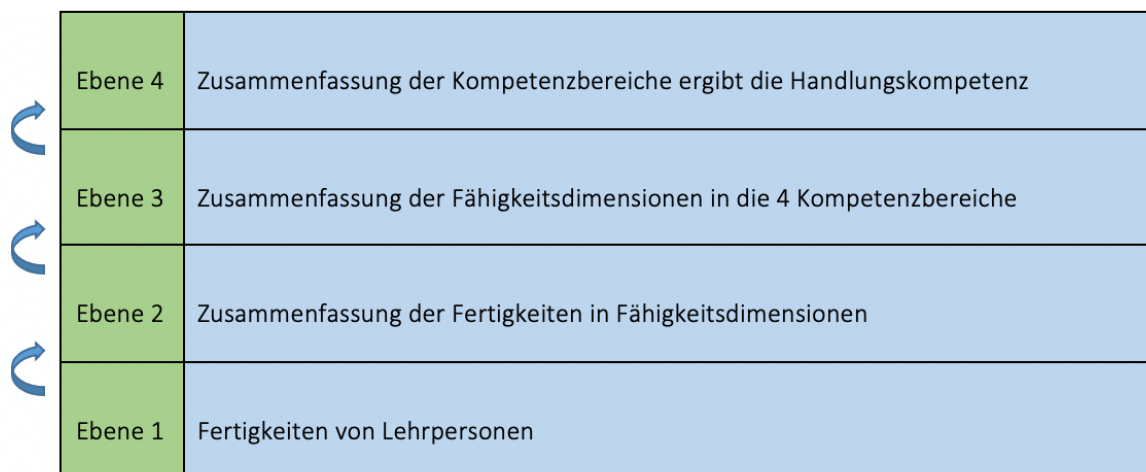 Ebene 4 Zusammenfassung der Kompetenzbereiche ergibt die Handlungskompetenz
Ebene 3 Zusammenfassung der Fähigkeitsdimensionen in die 4 Kompetenzbereiche
Ebene 2 Zusammenfassung der Fertigkeiten in Fähigkeitsdimensionen
Ebene 1 Fertigkeiten von Lehrpersonen